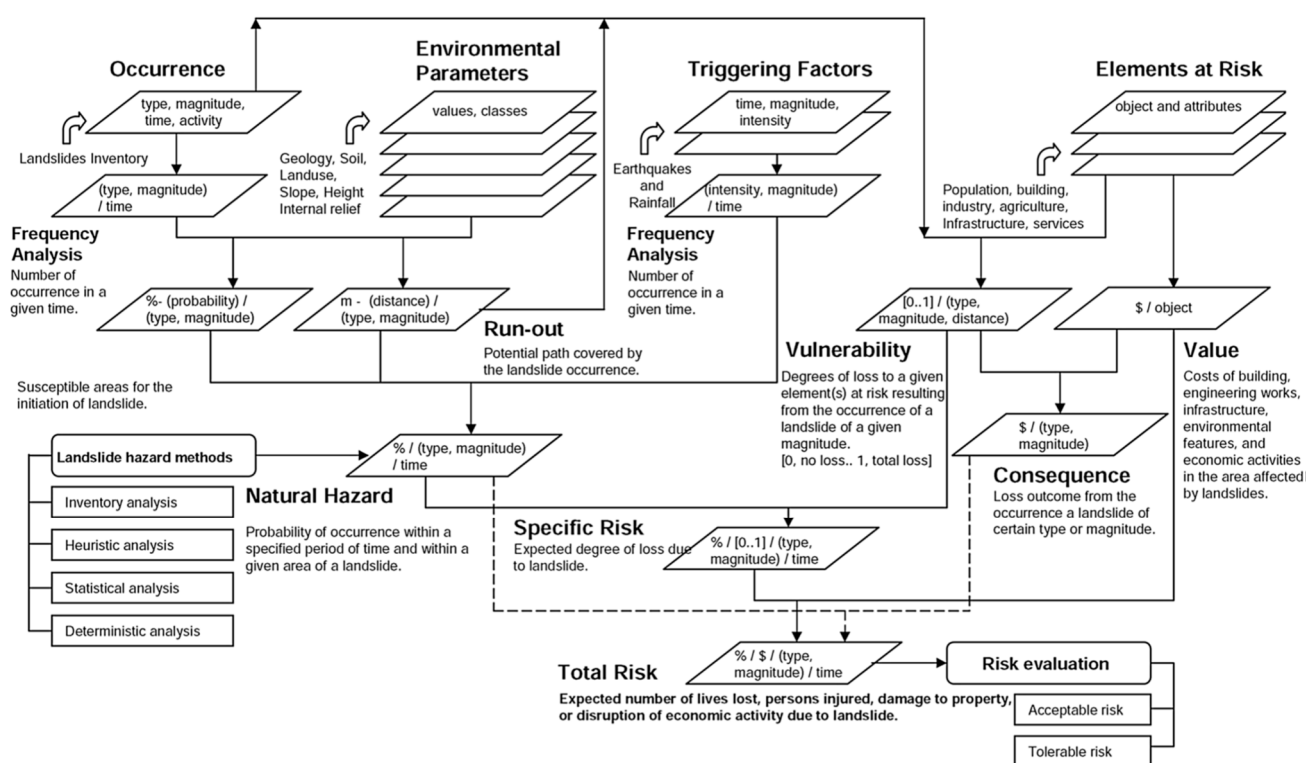 Occurrence
type, magnitude,
time, activity
Landslides Inventory
(type, magnitude)
/ time
Frequency
Analysis
Number of
occurrence in a
given time.
Environmental
Parameters
values, classes
Geology, Soil,
Landuse,
Slope, Height
Internal relief
Triggering Factors
time, magnitude,
intensity
Earthquakes
and
Rainfall
(intensity, magnitude)
/ time
Frequency
Analysis
Number of
occurrence in a
given time.
Elements at Risk
object and attributes
Population, building,
industry, agriculture,
Infrastructure, services
%- (probability) /
(type, magnitude)
m - (distance) /
(type, magnitude)
Run-out
Potential path covered by
the landslide occurrence.
Susceptible areas for the
initiation of landslide.
[0..1] / (type,
magnitude, distance)
Vulnerability
Degrees of loss to a given
element(s) at risk resulting
from the occurrence of a
landslide of a given
magnitude.
[0, no loss.. 1, total loss]
$ / object
Value
Costs of building,
engineering works,
infrastructure,
environmental
features, and
economic activities
in the area affected
by landslides.
$ / (type,
magnitude)
Consequence
Loss outcome from the
occurrence a landslide of
certain type or magnitude.
Landslide hazard methods
Inventory analysis
Heuristic analysis
Statistical analysis
Deterministic analysis
% / (type, magnitude)
/ time
Natural Hazard
Probability of occurrence within a
specified period of time and within a
given area of a landslide.
Specific Risk
Expected degree of loss due
to landslide.
% / [0..1] / (type,
magnitude) / time
% / $ / (type,
magnitude) / time
Total Risk
Expected number of lives lost, persons injured, damage to property,
or disruption of economic activity due to landslide.
Risk evaluation
Acceptable risk
Tolerable risk